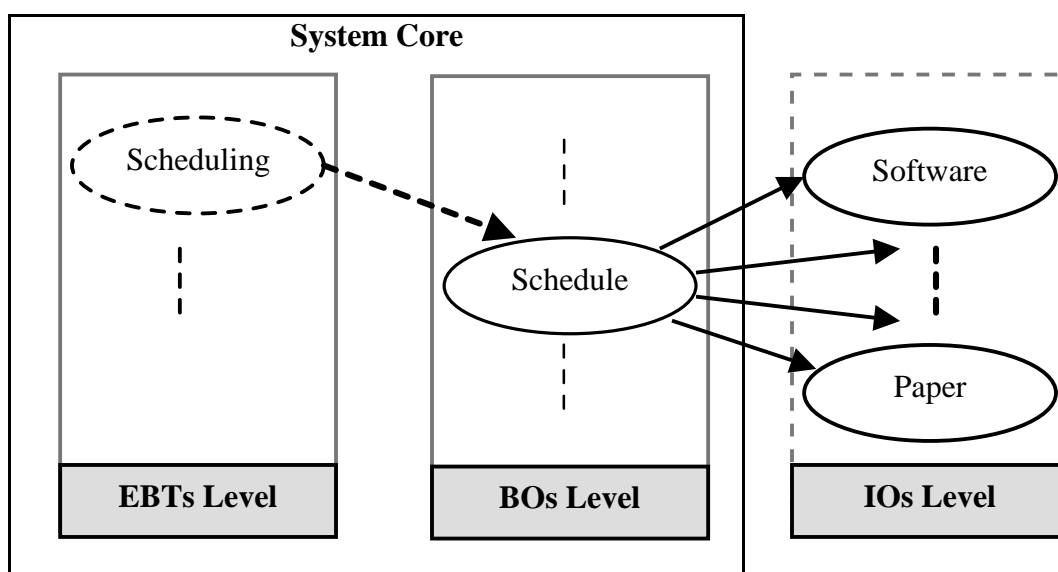 System Core
Scheduling
Software
Schedule
Paper
EBTs Level
BOs Level
IOs Level